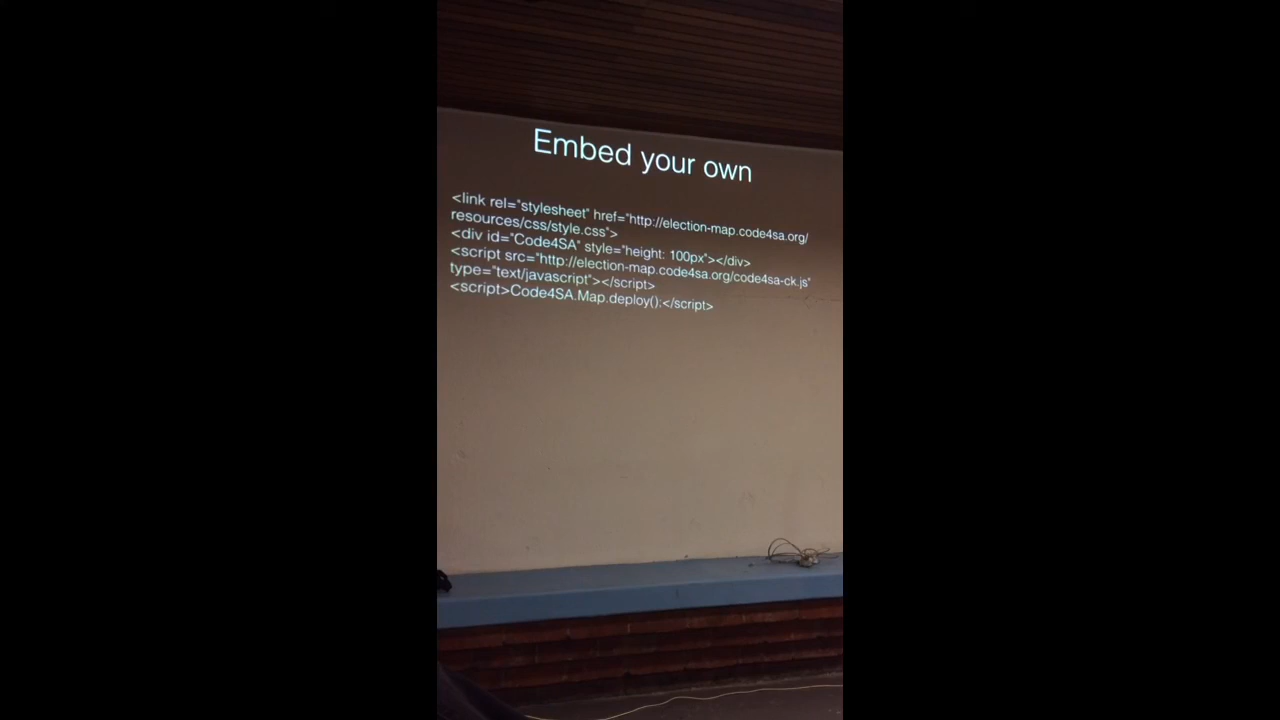 Embed your own
<link rel="stylesheet" href="http://election-map.code4sa.org/
resources/css/style.css">
<div id="Code4SA" style="height: 100px"></div>
<script src="http://election-map.code4sa.org/code4sa-ck.js"
type="text/javascript"></script>
<script>Code4SA.Map.deploy();</script>